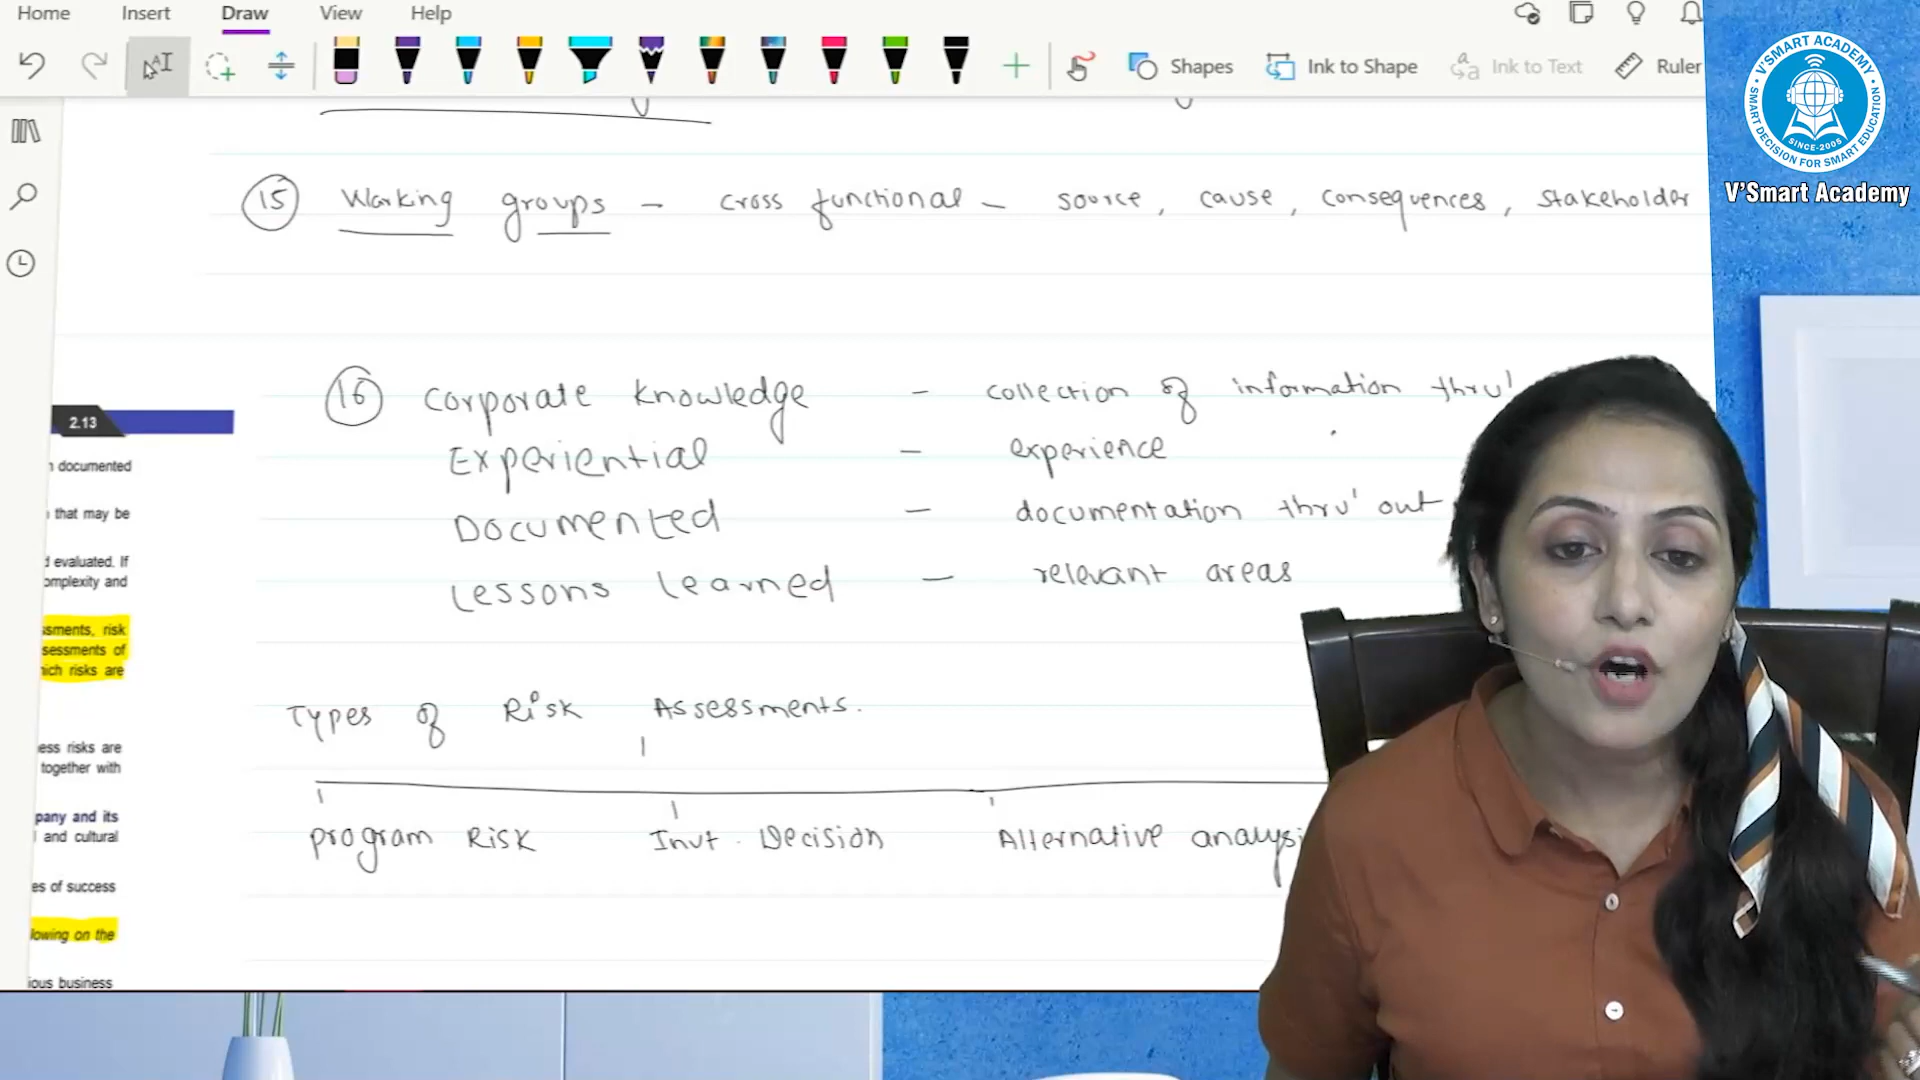 Home Insert Draw View Help
Shapes Ink to Shape Ink to Text Ruler
V'SMART ACADEMY
SINCE-2005
SMART DECISION FOR SMART EDUCATION
V'Smart Academy
15 Working groups - cross functional - source, cause, consequences, stakeholder
16 Corporate Knowledge - collection of information thru'
Experiential - experience
Documented - documentation thru' out
Lessons Learned - relevant areas
Types of Risk Assessments.
program Risk Invt. Decision Alternative analysi
2.13
documented
that may be
evaluated. If
omplexity and
ssments, risk
sessments of
hich risks are
ess risks are
together with
pany and its
and cultural
es of success
lowing on the
ious business